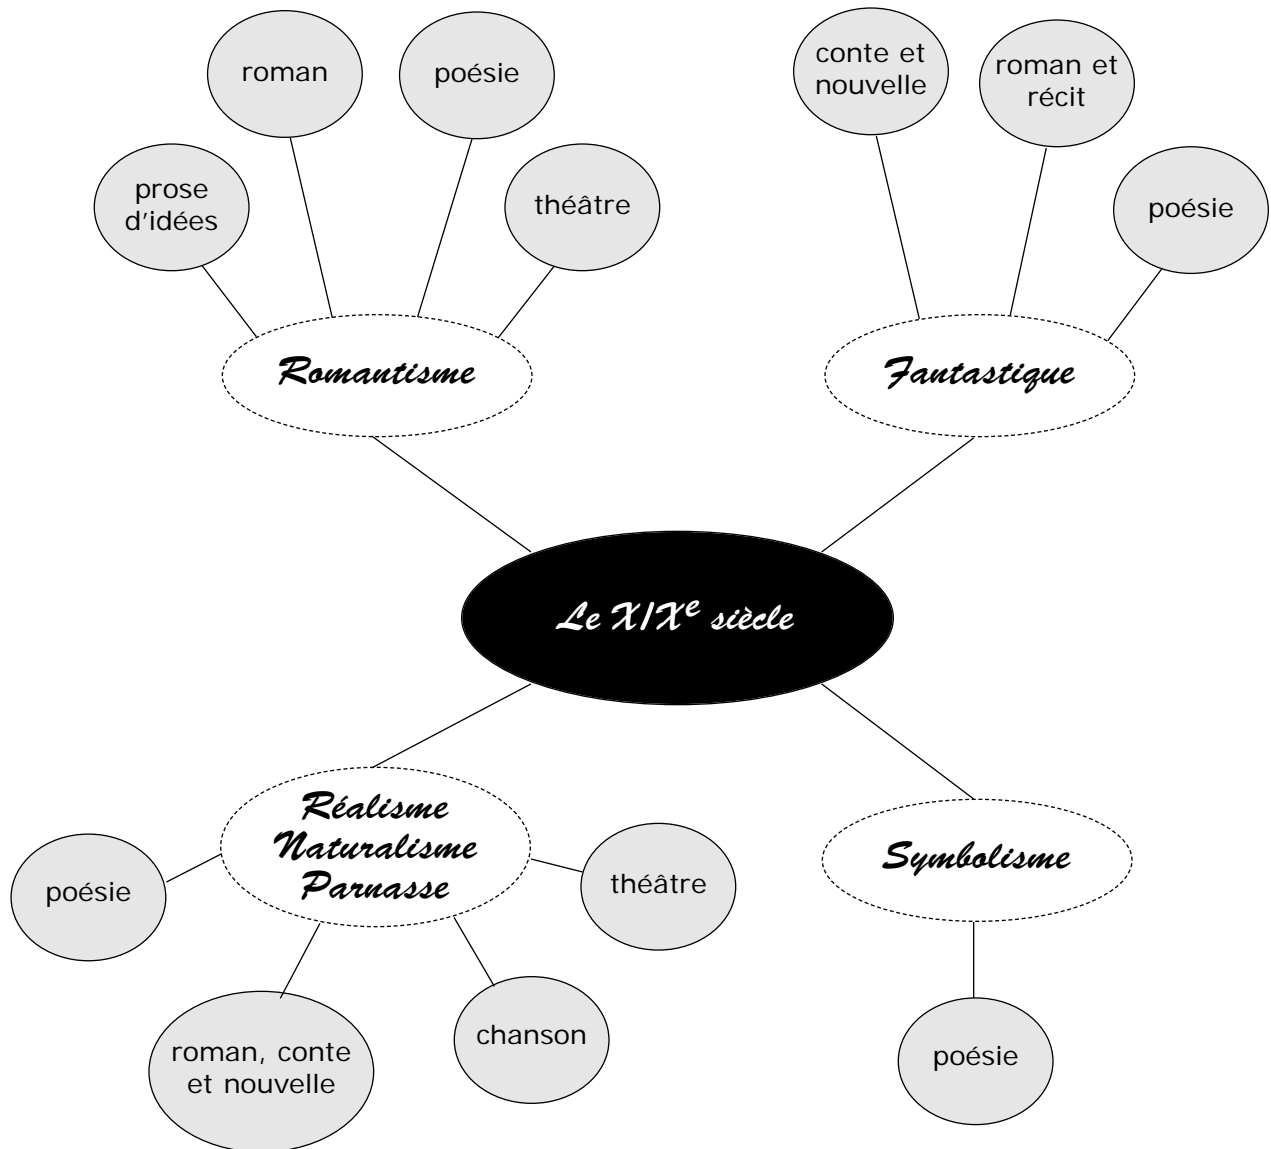 roman
poésie
prose
d'idées
théâtre
Romantisme
conte et
nouvelle
roman et
récit
poésie
Fantastique
Le XIXe siècle
Réalisme
Naturalisme
Parnasse
poésie
théâtre
roman, conte
et nouvelle
chanson
Symbolisme
poésie